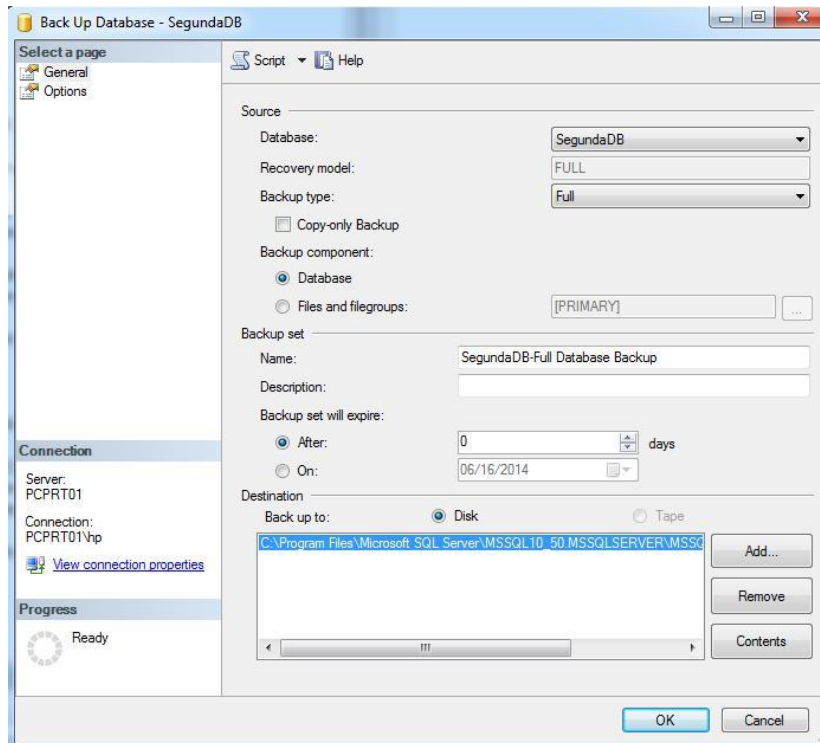 Back Up Database - SegundaDB
Select a page
General
Options
Script Help
Source
Database: SegundaDB
Recovery model: FULL
Backup type: Full
Copy-only Backup
Backup component:
Database
Files and filegroups: [PRIMARY] ...
Backup set
Name: SegundaDB-Full Database Backup
Description:
Backup set will expire:
After: 0 days
On: 06/16/2014
Destination
Back up to: Disk Tape
C:\Program Files\Microsoft SQL Server\MSSQL10_50.MSSQLSERVER\MSSQ
Add...
Remove
Contents
Connection
Server:
PCPRT01
Connection:
PCPRT01\hp
View connection properties
Progress
Ready
OK Cancel